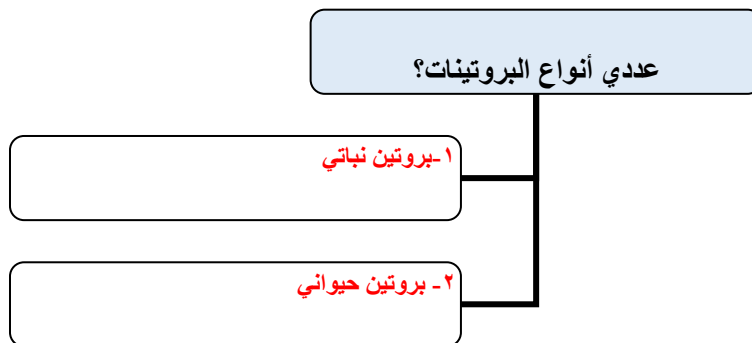 عددي أنواع البروتينات؟
١-بروتين نباتي
٢- بروتين حيواني